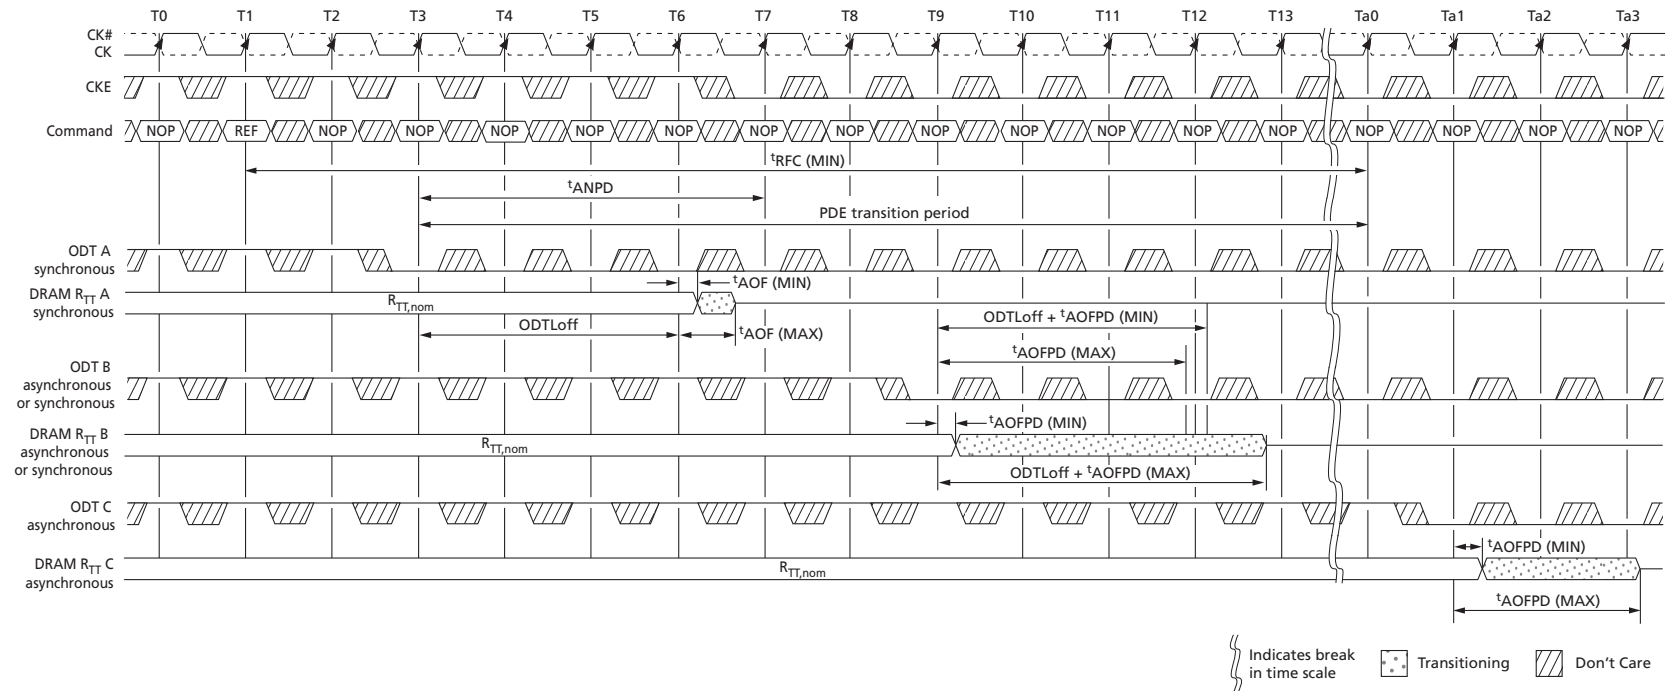 T0 T1 T2 T3 T4 T5 T6 T7 T8 T9 T10 T11 T12 T13 Ta0 Ta1 Ta2 Ta3
CK#
CK
CKE
Command NOP REF NOP NOP NOP NOP NOP NOP NOP NOP NOP NOP NOP NOP NOP NOP NOP NOP
tRFC (MIN)
tANPD
PDE transition period
ODT A
synchronous
tAOF (MIN)
DRAM RTT A
synchronous
RTT,nom
ODTLoff
tAOF (MAX)
ODTLoff + tAOFPD (MIN)
tAOFPD (MAX)
ODT B
asynchronous
or synchronous
tAOFPD (MIN)
DRAM RTT B
asynchronous
or synchronous
RTT,nom
ODTLoff + tAOFPD (MAX)
ODT C
asynchronous
tAOFPD (MIN)
DRAM RTT C
asynchronous
RTT,nom
tAOFPD (MAX)
Indicates break
in time scale
Transitioning
Don't Care